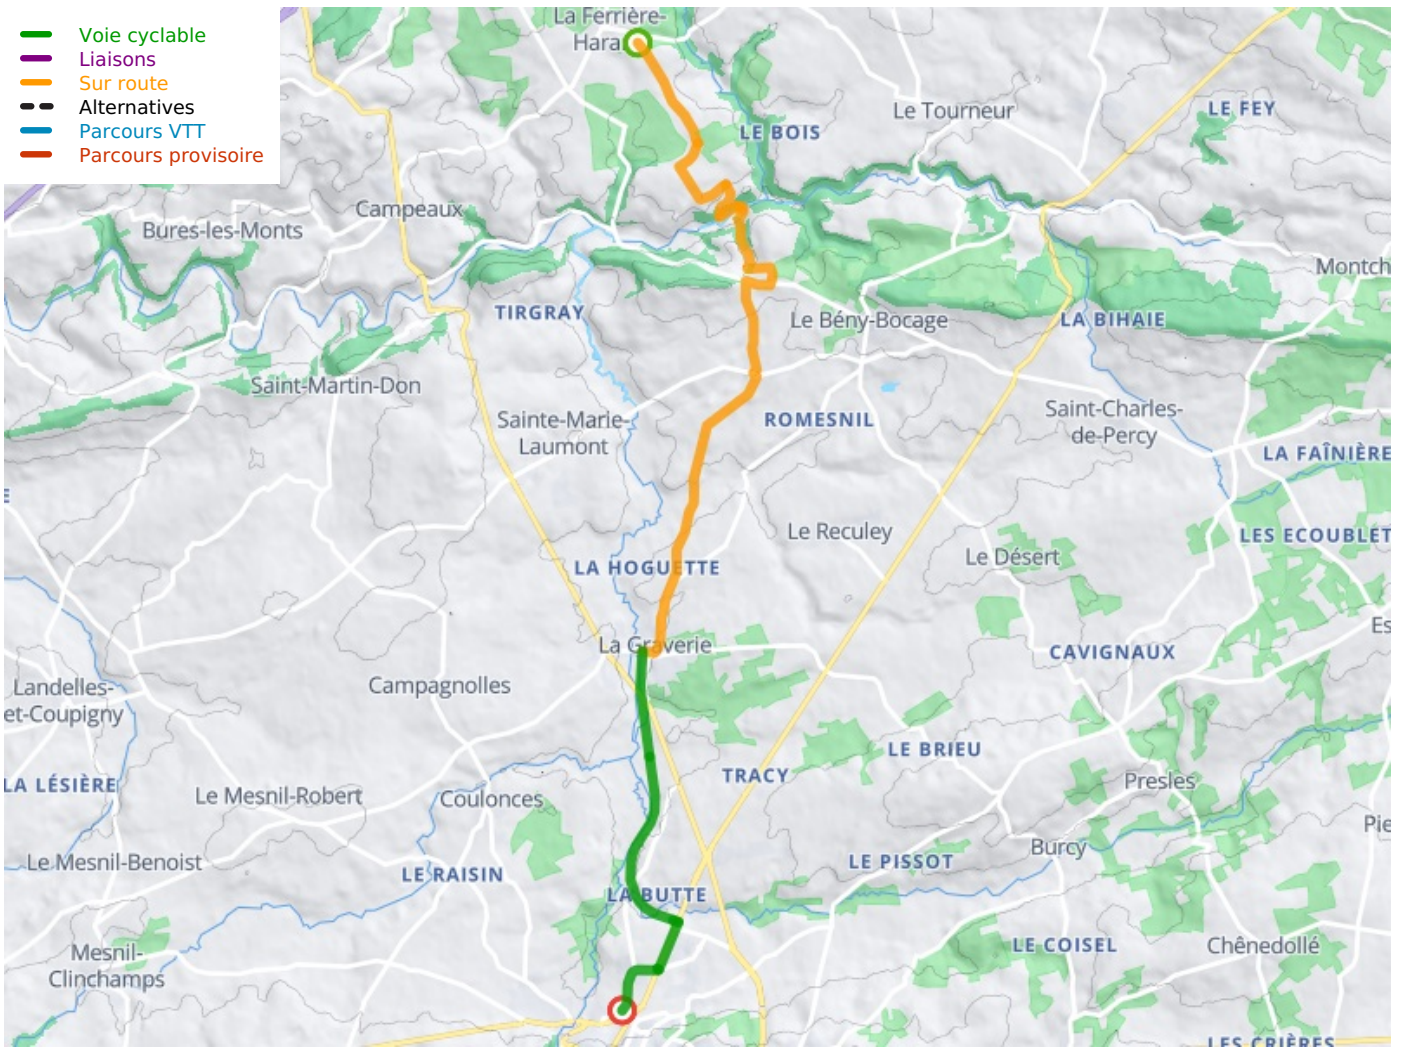 Voie cyclable
Liaisons
Sur route
Alternatives
Parcours VTT
Parcours provisoire
La Ferrière-
Hara
Le Tourneur
LE FEY
LE BOIS
Campeaux
Bures-les-Monts
Montch
TIRGRAY
Le Bény-Bocage
LA BIHAIE
Saint-Martin-Don
Sainte-Marie-
Laumont
ROMESNIL
Saint-Charles-
de-Percy
LA FAÎNIÈRE
E
Le Reculey
LES ECOUBLET
Le Désert
LA HOGUETTE
Es
La Graverie
CAVIGNAUX
Landelles-
et-Coupigny
Campagnolles
LE BRIEU
TRACY
Presles
LA LÉSIÈRE
Le Mesnil-Robert
Coulonces
Pie
Burcy
Le Mesnil-Benoist
LE PISSOT
LE RAISIN
LA BUTTE
Mesnil-
Clinchamps
LE COISEL
Chênedollé
LES CRIÈRES